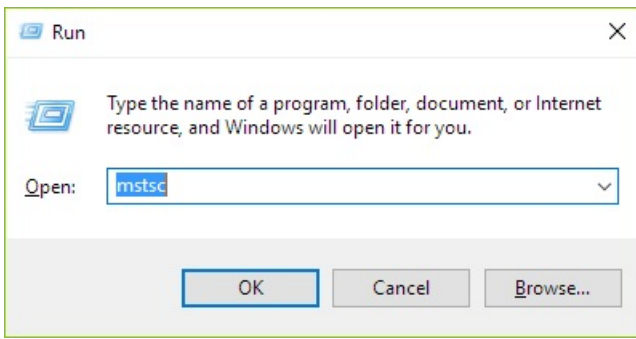 Run
Type the name of a program, folder, document, or Internet
resource, and Windows will open it for you.
Open: mstsc
OK Cancel Browse...